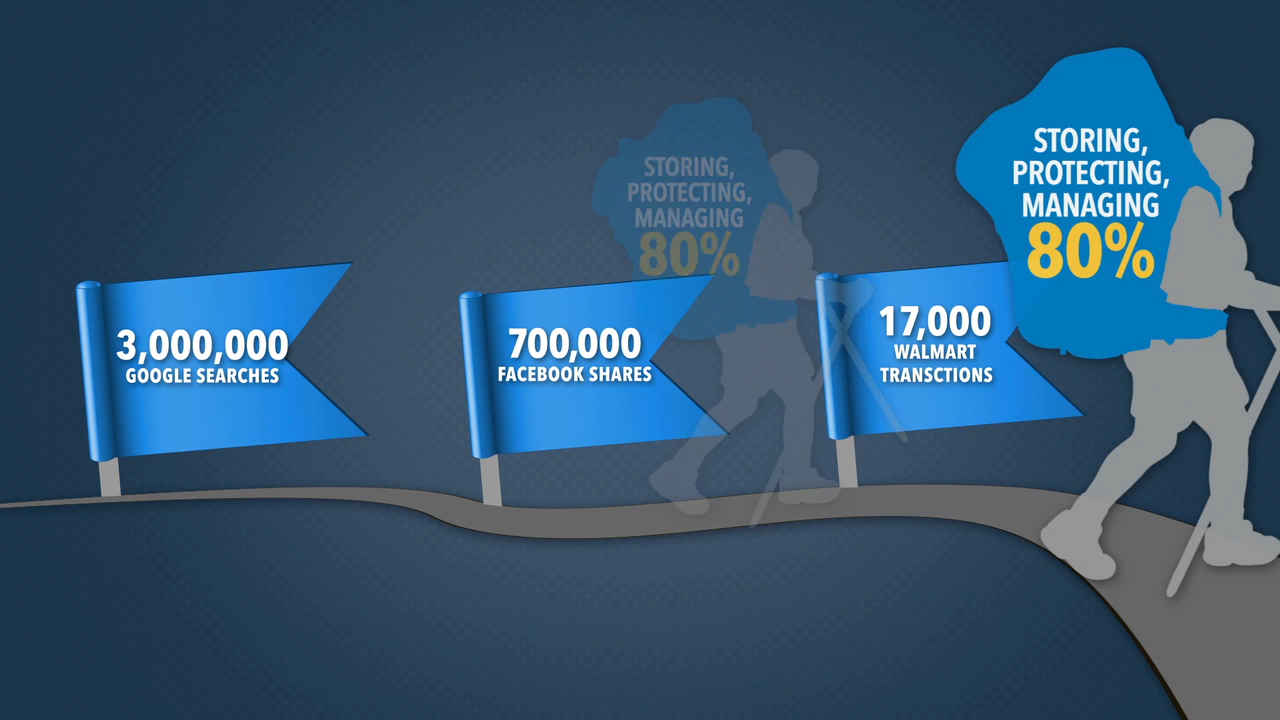 3,000,000
GOOGLE SEARCHES
700,000
FACEBOOK SHARES
17,000
WALMART
TRANSCTIONS
STORING,
PROTECTING,
MANAGING
80%
STORING,
PROTECTING,
MANAGING
80%